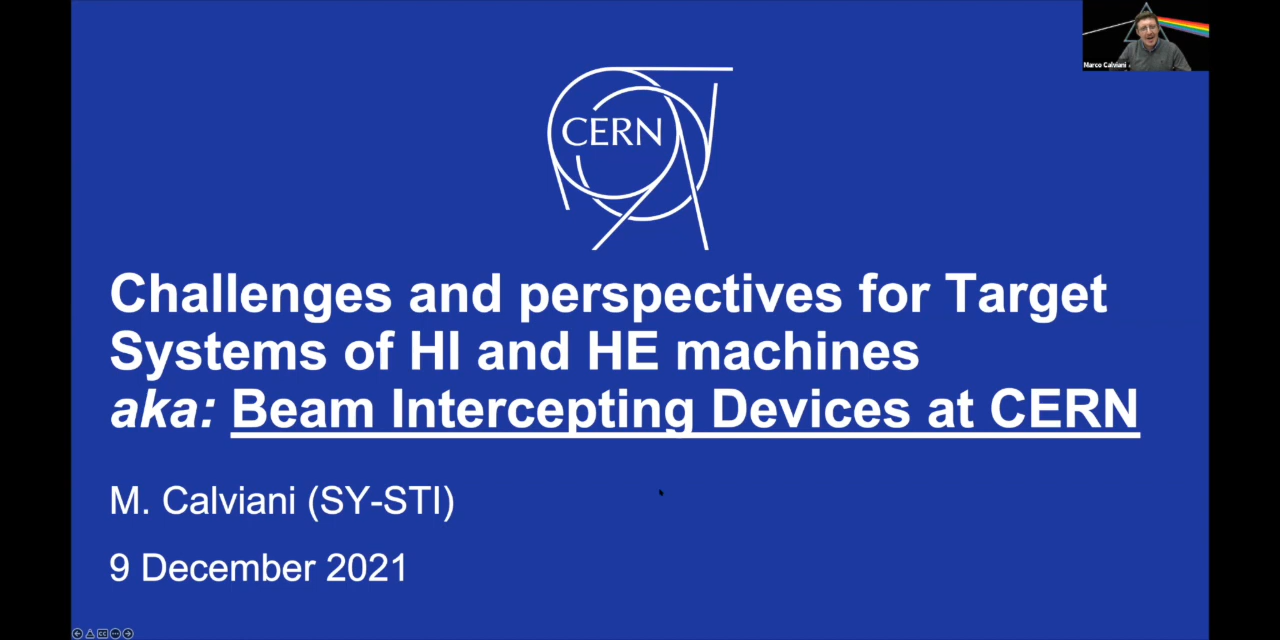 Marco Calviani
CERN
Challenges and perspectives for Target
Systems of HI and HE machines
aka: Beam Intercepting Devices at CERN
M. Calviani (SY-STI)
9 December 2021